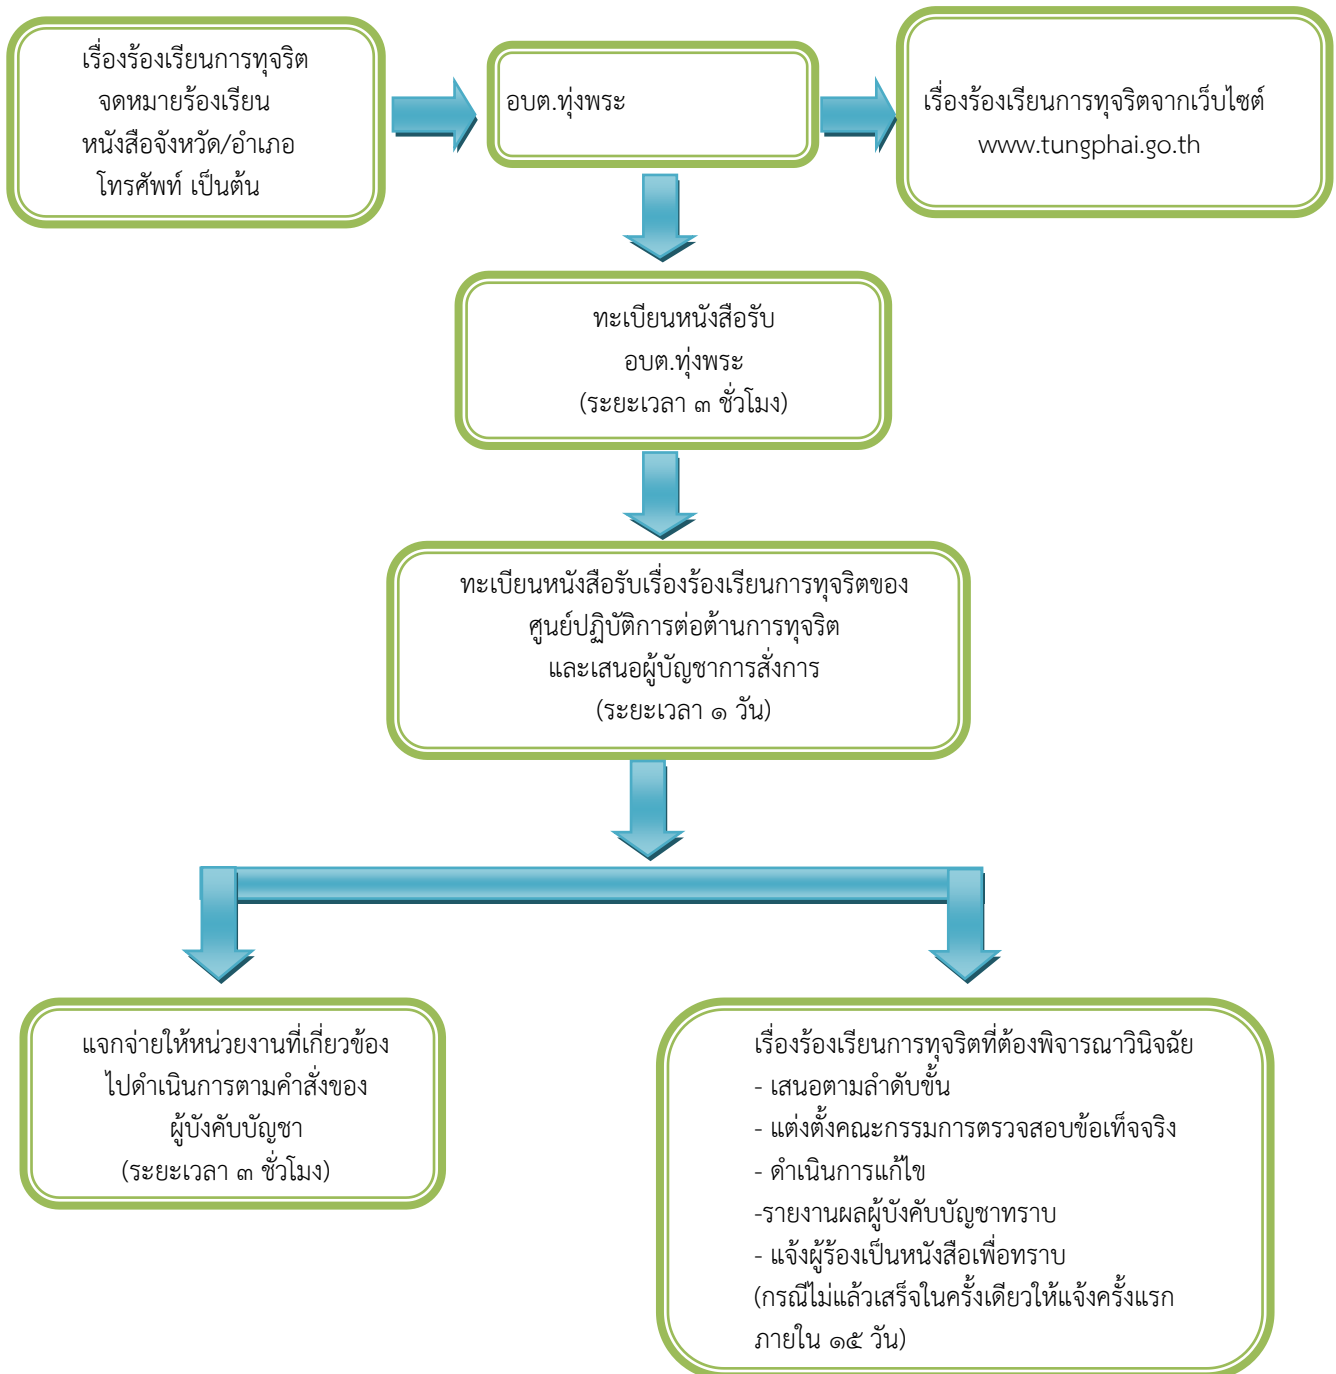 เรื่องร้องเรียนการทุจริต
จดหมายร้องเรียน
หนังสือจังหวัด/อำเภอ
โทรศัพท์ เป็นต้น
อบต.ทุ่งพระ
เรื่องร้องเรียนการทุจริตจากเว็บไซต์
www.tungphai.go.th
ทะเบียนหนังสือรับ
อบต.ทุ่งพระ
(ระยะเวลา ๓ ชั่วโมง)
ทะเบียนหนังสือรับเรื่องร้องเรียนการทุจริตของ
ศูนย์ปฏิบัติการต่อต้านการทุจริต
และเสนอผู้บัญชาการสั่งการ
(ระยะเวลา ๑ วัน)
แจกจ่ายให้หน่วยงานที่เกี่ยวข้อง
ไปดำเนินการตามคำสั่งของ
ผู้บังคับบัญชา
(ระยะเวลา ๓ ชั่วโมง)
เรื่องร้องเรียนการทุจริตที่ต้องพิจารณาวินิจฉัย
- เสนอตามลำดับขั้น
- แต่งตั้งคณะกรรมการตรวจสอบข้อเท็จจริง
- ดำเนินการแก้ไข
-รายงานผลผู้บังคับบัญชาทราบ
- แจ้งผู้ร้องเป็นหนังสือเพื่อทราบ
(กรณีไม่แล้วเสร็จในครั้งเดียวให้แจ้งครั้งแรก
ภายใน ๑๕ วัน)